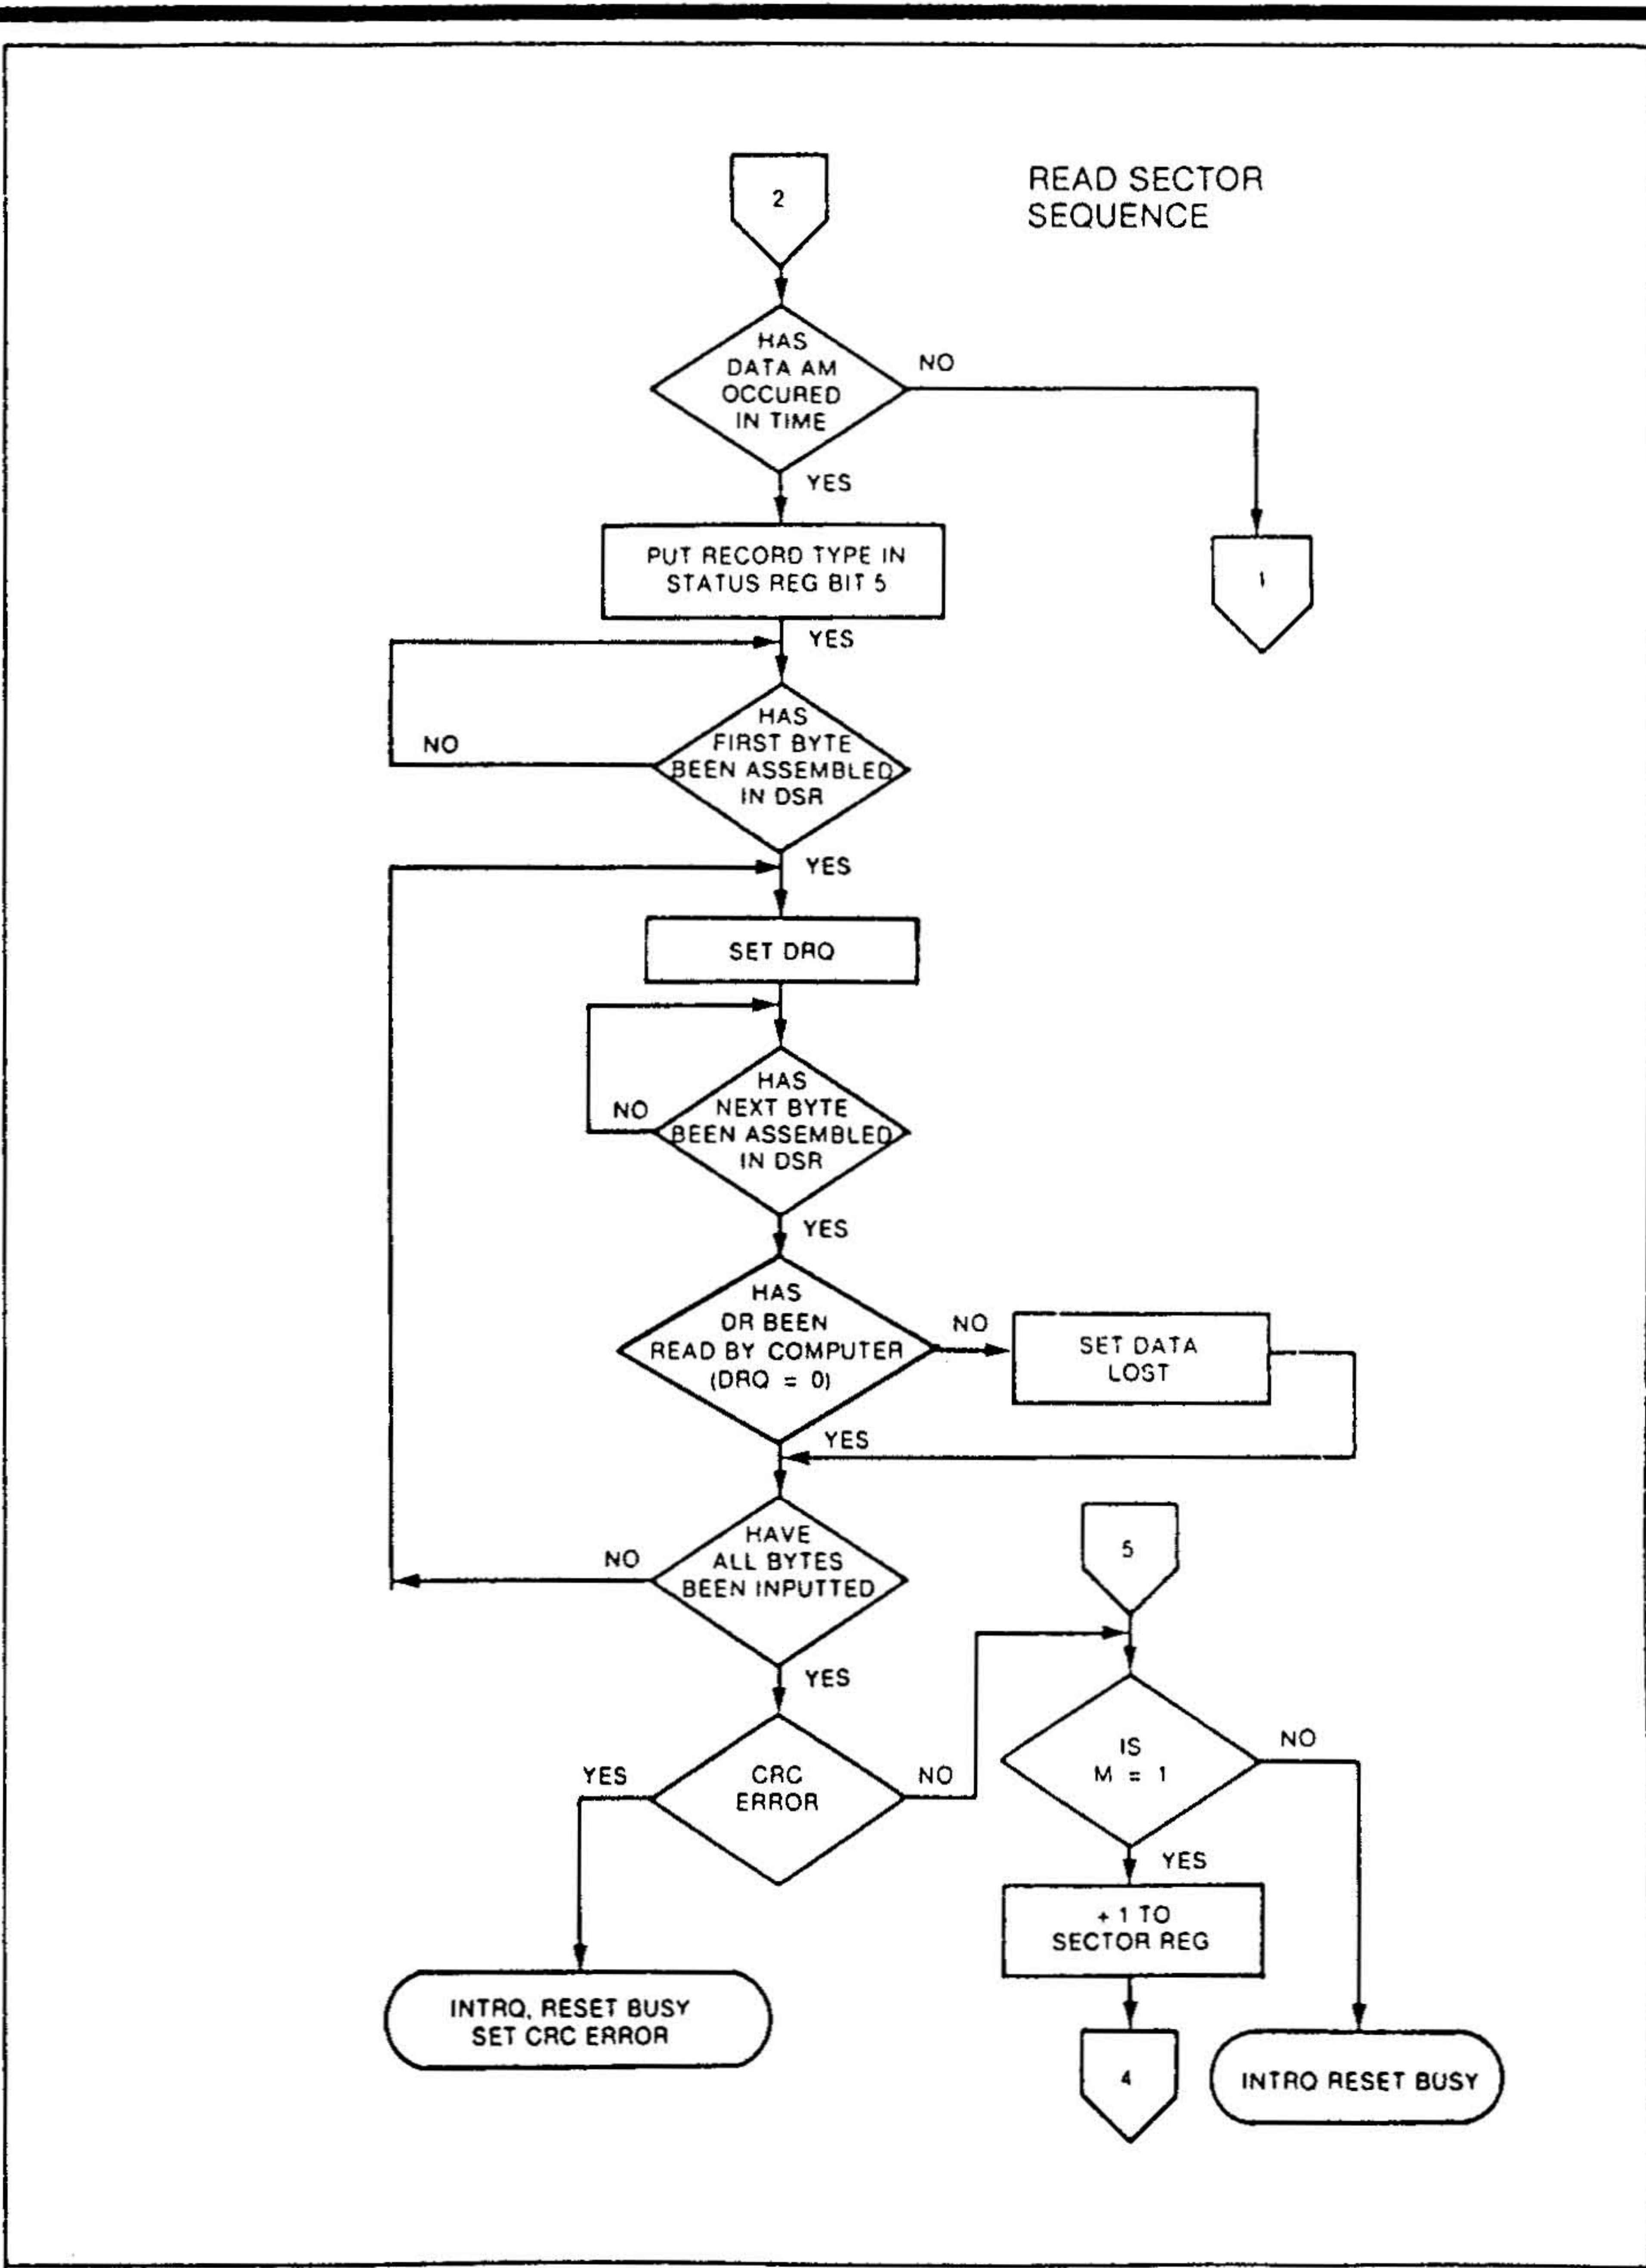 2
READ SECTOR
SEQUENCE
HAS
DATA AM
OCCURED
IN TIME
NO
YES
PUT RECORD TYPE IN
STATUS REG BIT 5
1
YES
HAS
FIRST BYTE
BEEN ASSEMBLED
IN DSR
NO
YES
SET DRQ
HAS
NEXT BYTE
BEEN ASSEMBLED
IN DSR
NO
YES
HAS
DR BEEN
READ BY COMPUTER
(DRQ = 0)
NO
SET DATA
LOST
YES
HAVE
ALL BYTES
BEEN INPUTTED
NO
YES
5
CRC
ERROR
YES
NO
IS
M = 1
NO
YES
+ 1 TO
SECTOR REG
INTRQ, RESET BUSY
SET CRC ERROR
4
INTRQ RESET BUSY